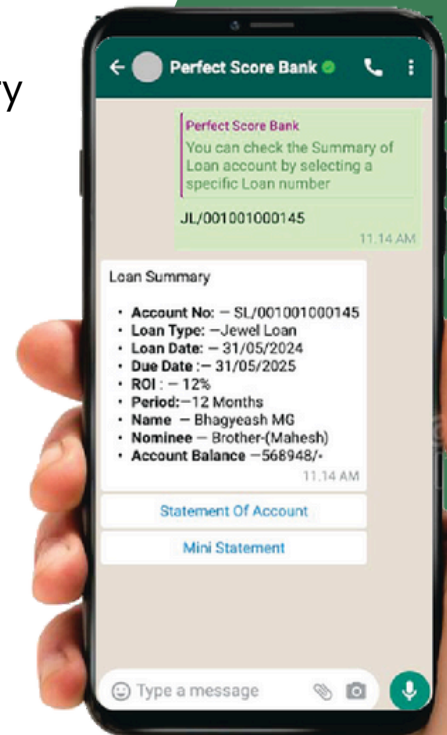 Perfect Score Bank
Perfect Score Bank
You can check the Summary of
Loan account by selecting a
specific Loan number
JL/001001000145
11.14 AM
Loan Summary
• Account No: – SL/001001000145
• Loan Type: –Jewel Loan
• Loan Date: – 31/05/2024
• Due Date :– 31/05/2025
• ROI : – 12%
• Period:–12 Months
• Name – Bhagyeash MG
• Nominee – Brother-(Mahesh)
• Account Balance –568948/-
11.14 AM
Statement Of Account
Mini Statement
Type a message